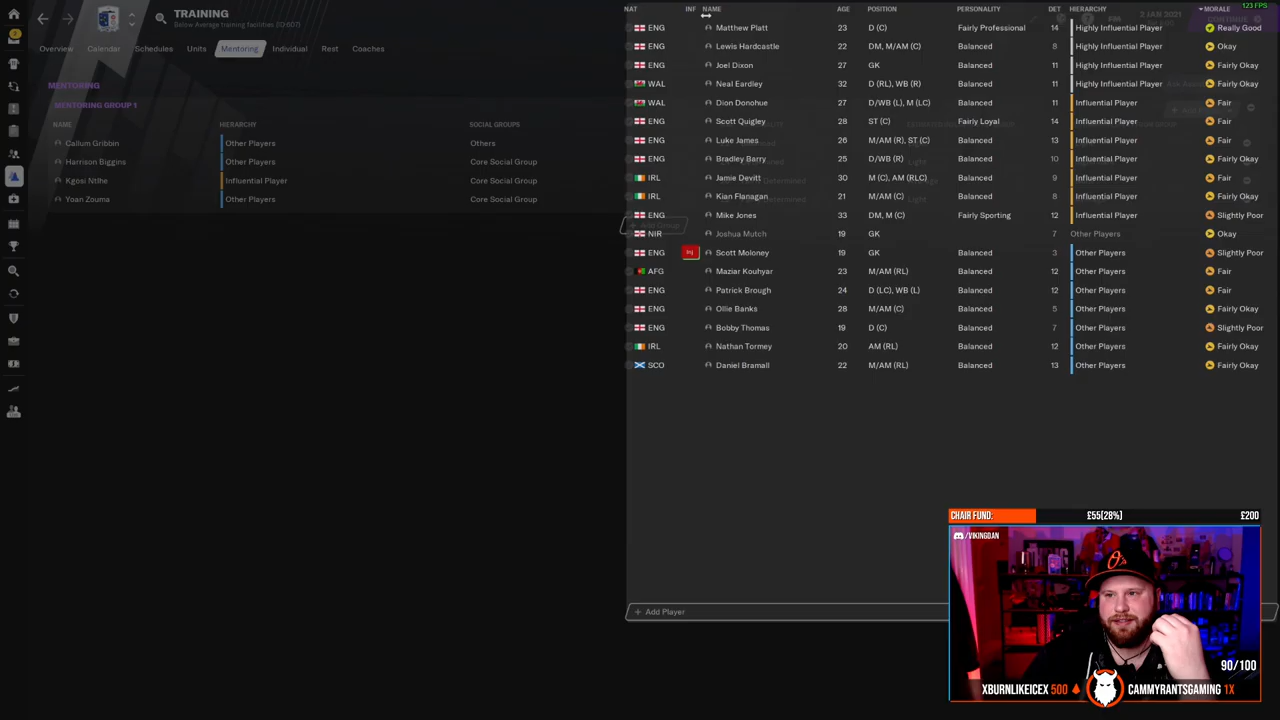 TRAINING
Below Average training facilities
Overview Calendar Schedules Units Mentoring Individual Rest Coaches
MENTORING
MENTORING GROUP 1
NAME HIERARCHY SOCIAL GROUPS
Callum Gribbin Other Players Others
Harrison Biggins Other Players Core Social Group
Kgosi Ntlhe Influential Player Core Social Group
Yoan Zouma Other Players Core Social Group
123 FPS
2 JAN 2021
NAT INF NAME AGE POSITION PERSONALITY DET HIERARCHY MORALE
ENG Matthew Platt 23 D (C) Fairly Professional 14 Highly Influential Player Really Good
ENG Lewis Hardcastle 22 DM, M/AM (C) Balanced 8 Highly Influential Player Okay
ENG Joel Dixon 27 GK Balanced 11 Highly Influential Player Fairly Okay
WAL Neal Eardley 32 D (RL), WB (R) Balanced 11 Highly Influential Player Fairly Okay
WAL Dion Donohue 27 D/WB (L), M (LC) Balanced 11 Influential Player Fair
ENG Scott Quigley 28 ST (C) Fairly Loyal 14 Influential Player Fair
ENG Luke James 26 M/AM (R), ST (C) Balanced 13 Influential Player Fair
ENG Bradley Barry 25 D/WB (R) Balanced 10 Influential Player Fairly Okay
IRL Jamie Devitt 30 M (C), AM (RLC) Balanced 9 Influential Player Fair
IRL Kian Flanagan 21 M/AM (C) Balanced 8 Influential Player Fairly Okay
ENG Mike Jones 33 DM, M (C) Fairly Sporting 12 Influential Player Slightly Poor
NIR Joshua Mutch 19 GK 7 Other Players Okay
ENG Inj Scott Moloney 19 GK Balanced 3 Other Players Slightly Poor
AFG Maziar Kouhyar 23 M/AM (RL) Balanced 12 Other Players Fair
ENG Patrick Brough 24 D (LC), WB (L) Balanced 12 Other Players Fair
ENG Ollie Banks 28 M/AM (C) Balanced 5 Other Players Fairly Okay
ENG Bobby Thomas 19 D (C) Balanced 7 Other Players Slightly Poor
IRL Nathan Tormey 20 AM (RL) Balanced 12 Other Players Fairly Okay
SCO Daniel Bramall 22 M/AM (RL) Balanced 13 Other Players Fairly Okay
+ Add Player
CHAIR FUND: £55(28%) £200
/VIKINGDAN
90/100
XBURNLIKEICEX 500 CAMMYRANTSGAMING 1X